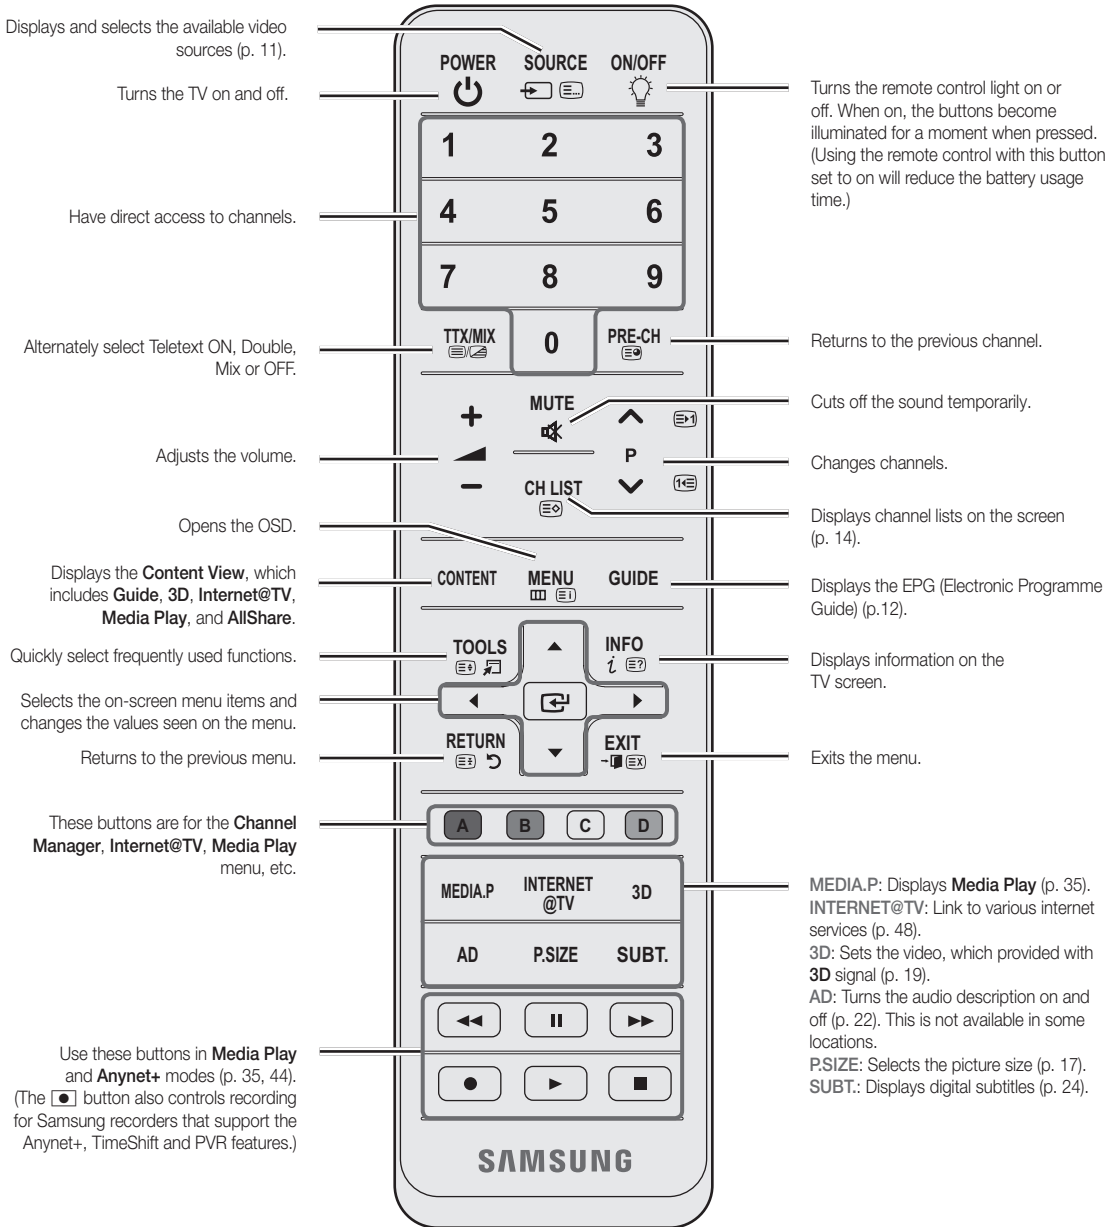 Displays and selects the available video
sources (p. 11).
Turns the TV on and off.
Have direct access to channels.
Alternately select Teletext ON, Double,
Mix or OFF.
Adjusts the volume.
Opens the OSD.
Displays the Content View, which
includes Guide, 3D, Internet@TV,
Media Play, and AllShare.
Quickly select frequently used functions.
Selects the on-screen menu items and
changes the values seen on the menu.
Returns to the previous menu.
These buttons are for the Channel
Manager, Internet@TV, Media Play
menu, etc.
Use these buttons in Media Play
and Anynet+ modes (p. 35, 44).
(The button also controls recording
for Samsung recorders that support the
Anynet+, TimeShift and PVR features.)
POWER SOURCE ON/OFF
1 2 3
4 5 6
7 8 9
TTX/MIX 0 PRE-CH
+ MUTE
P
− CH LIST
CONTENT MENU GUIDE
TOOLS INFO
RETURN EXIT
A B C D
MEDIA.P INTERNET @TV 3D
AD P.SIZE SUBT.
SAMSUNG
Turns the remote control light on or
off. When on, the buttons become
illuminated for a moment when pressed.
(Using the remote control with this button
set to on will reduce the battery usage
time.)
Returns to the previous channel.
Cuts off the sound temporarily.
Changes channels.
Displays channel lists on the screen
(p. 14).
Displays the EPG (Electronic Programme
Guide) (p.12).
Displays information on the
TV screen.
Exits the menu.
MEDIA.P: Displays Media Play (p. 35).
INTERNET@TV: Link to various internet
services (p. 48).
3D: Sets the video, which provided with
3D signal (p. 19).
AD: Turns the audio description on and
off (p. 22). This is not available in some
locations.
P.SIZE: Selects the picture size (p. 17).
SUBT.: Displays digital subtitles (p. 24).